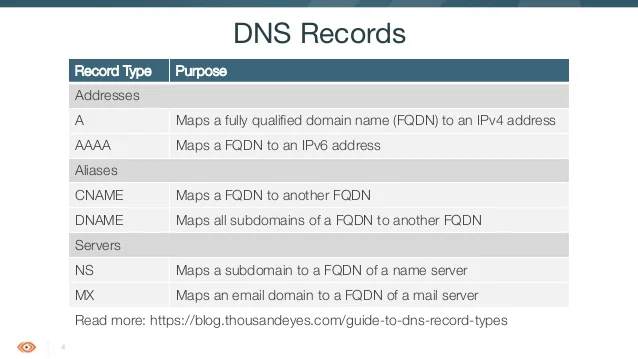 DNS Records
Record Type Purpose
Addresses
A Maps a fully qualified domain name (FQDN) to an IPv4 address
AAAA Maps a FQDN to an IPv6 address
Aliases
CNAME Maps a FQDN to another FQDN
DNAME Maps all subdomains of a FQDN to another FQDN
Servers
NS Maps a subdomain to a FQDN of a name server
MX Maps an email domain to a FQDN of a mail server
Read more: https://blog.thousandeyes.com/guide-to-dns-record-types
4